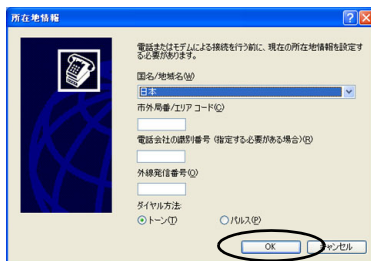 所在地情報
電話またはモデムによる接続を行う前に、現在の所在地情報を設定す
る必要があります。
国名/地域名(W)
日本
市外局番/エリア コード(C)
電話会社の識別番号 (指定する必要がある場合)(R)
外線発信番号(O)
ダイヤル方法:
トーン(T)
パルス(P)
OK
キャンセル